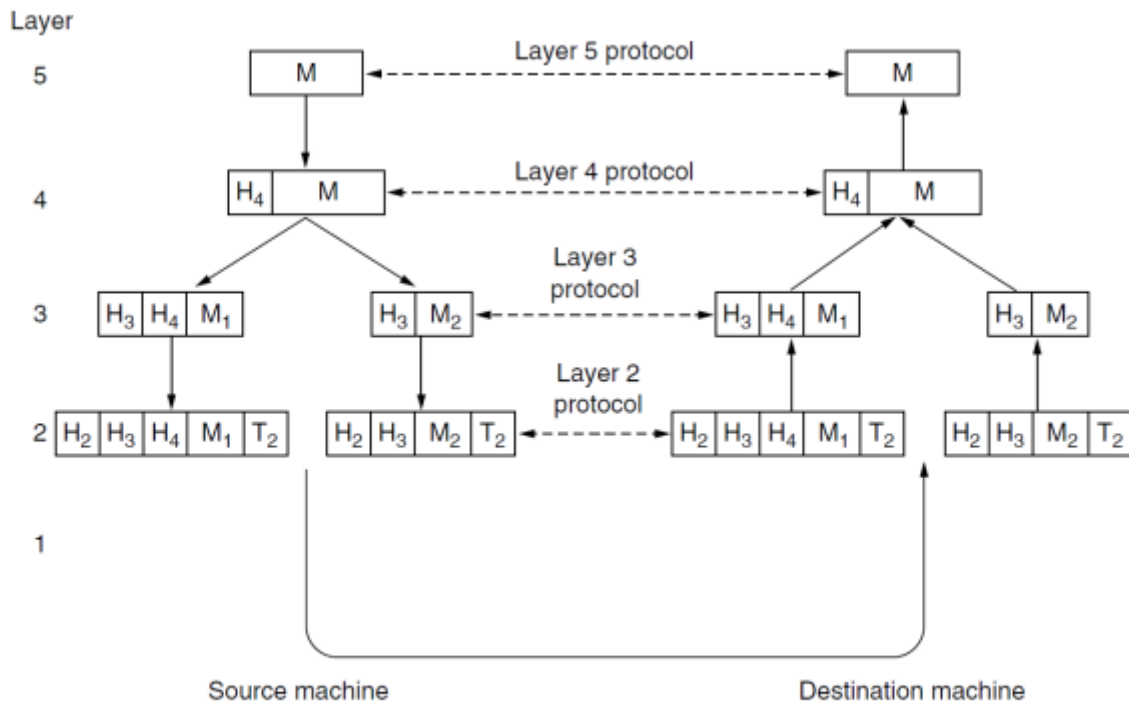 Layer
5 M Layer 5 protocol M
4 H₄ M Layer 4 protocol H₄ M
Layer 3
protocol
3 H₃ H₄ M₁ H₃ M₂ H₃ H₄ M₁ H₃ M₂
Layer 2
protocol
2 H₂ H₃ H₄ M₁ T₂ H₂ H₃ M₂ T₂ H₂ H₃ H₄ M₁ T₂ H₂ H₃ M₂ T₂
1
Source machine Destination machine